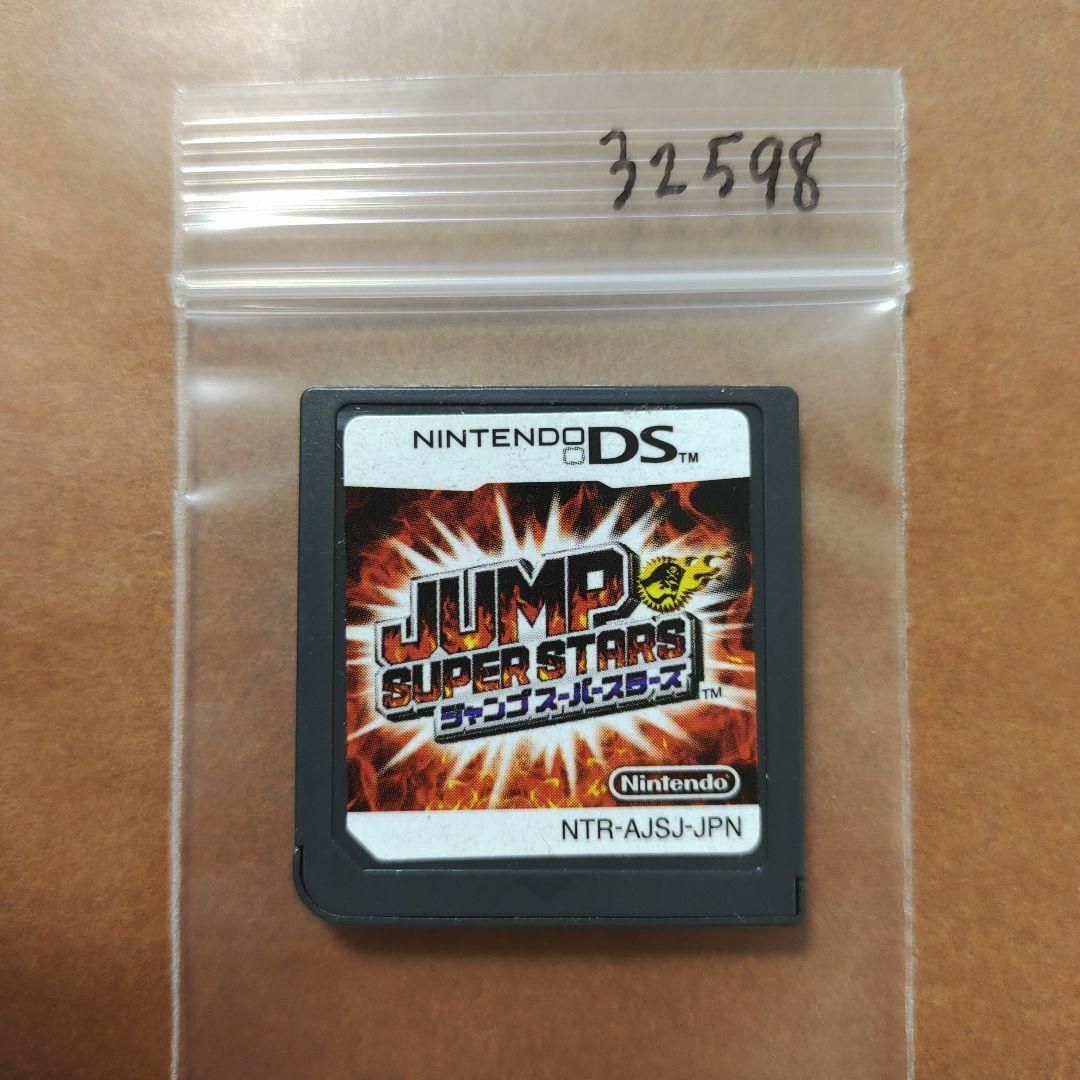 32598
NINTENDO DS™
JUMP
SUPER STARS
ジャンプ スーパースターズ ™
Nintendo
NTR-AJSJ-JPN